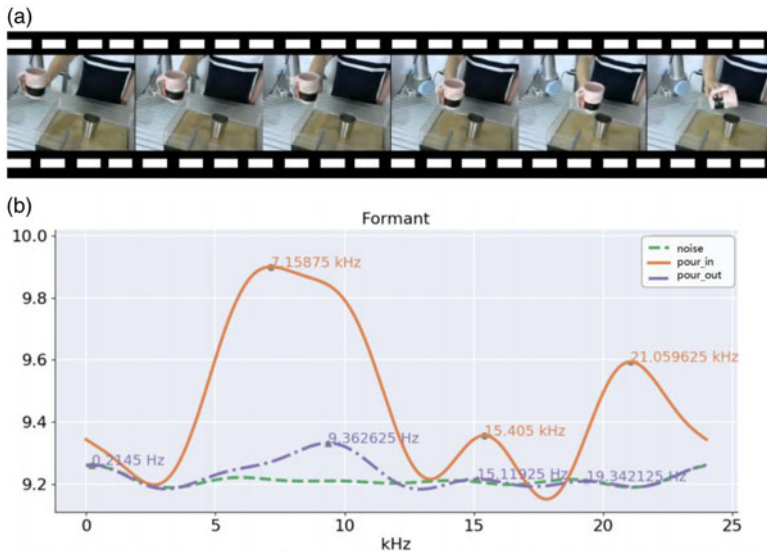 (a)
(b)
Formant
10.0
noise
pour_in
pour_out
7.15875 kHz
9.8
9.6
21.059625 kHz
9.4
15.405 kHz
9.362625 Hz
0.2145 Hz
15.11925 Hz
19.342125 Hz
9.2
0 5 10 15 20 25
kHz